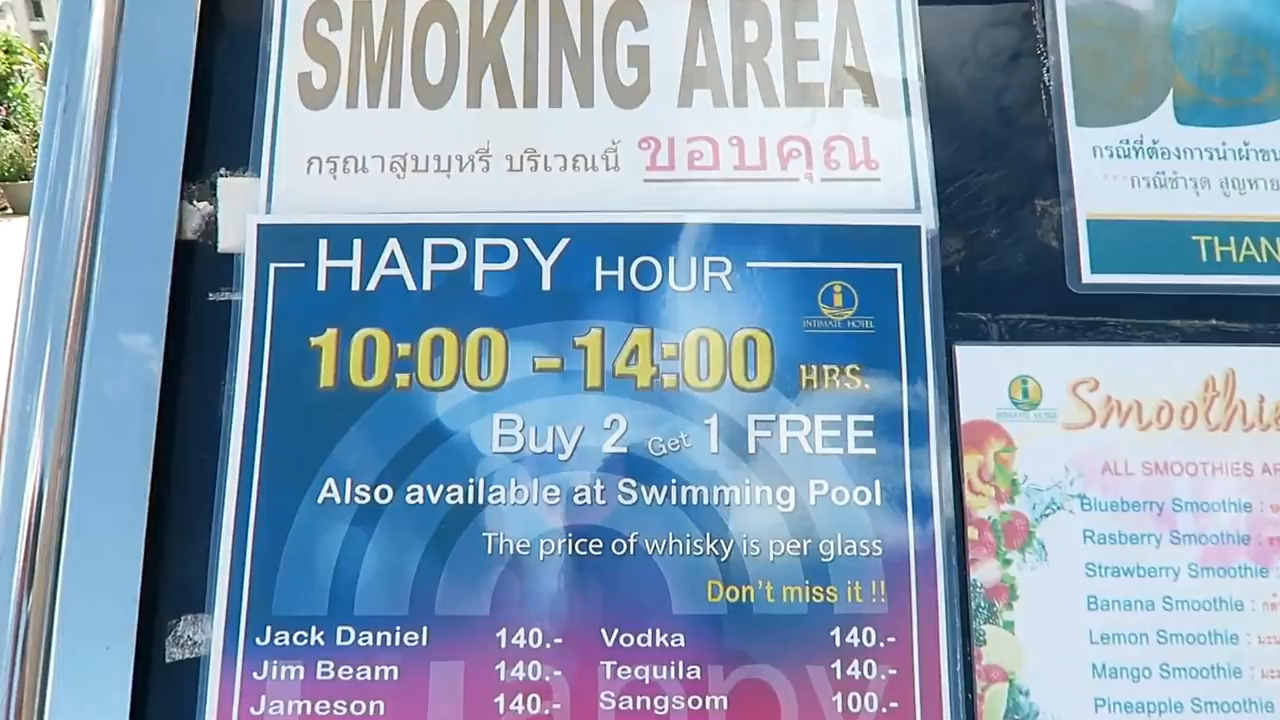 SMOKING AREA
กรุณาสูบบุหรี่ บริเวณนี้ ขอบคุณ
HAPPY HOUR
INTIMATE HOTEL
10:00 - 14:00 HRS.
Buy 2 Get 1 FREE
Also available at Swimming Pool
The price of whisky is per glass
Don't miss it !!
Jack Daniel 140.- Vodka 140.-
Jim Beam 140.- Tequila 140.-
Jameson 140.- Sangsom 100.-
Happy
กรณีที่ต้องการนำผ้าขน
***กรณีชำรุด สูญหาย
THAN
INTIMATE HOTEL
Smoothie
ALL SMOOTHIES AR
Blueberry Smoothie :
Rasberry Smoothie :
Strawberry Smoothie :
Banana Smoothie :
Lemon Smoothie :
Mango Smoothie :
Pineapple Smoothie